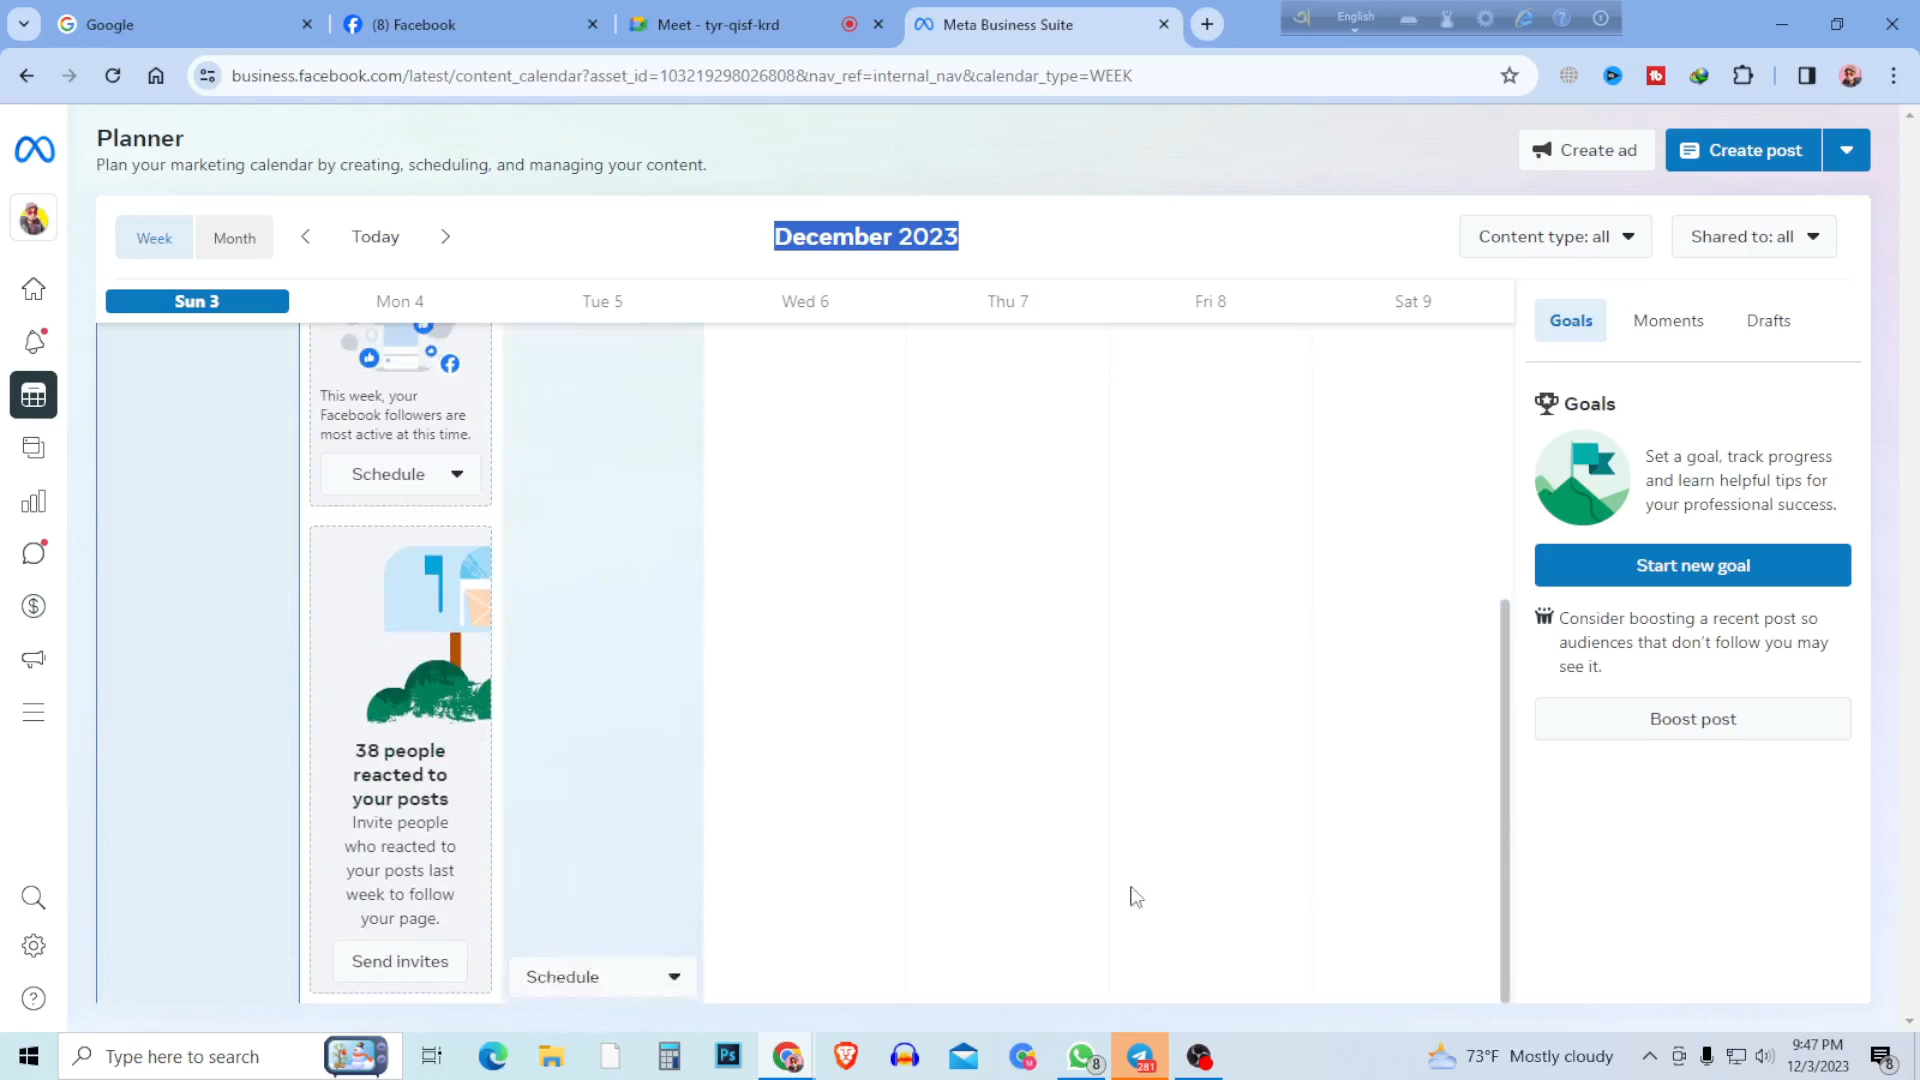 Google
(8) Facebook
Meet - tyr-qisf-krd
Meta Business Suite
English
business.facebook.com/latest/content_calendar?asset_id=103219298026808&nav_ref=internal_nav&calendar_type=WEEK
Planner
Plan your marketing calendar by creating, scheduling, and managing your content.
Create ad
Create post
Week
Month
Today
December 2023
Content type: all
Shared to: all
Sun 3
Mon 4
Tue 5
Wed 6
Thu 7
Fri 8
Sat 9
This week, your
Facebook followers are
most active at this time.
Schedule
38 people
reacted to
your posts
Invite people
who reacted to
your posts last
week to follow
your page.
Send invites
Schedule
Goals
Moments
Drafts
Goals
Set a goal, track progress
and learn helpful tips for
your professional success.
Start new goal
Consider boosting a recent post so
audiences that don't follow you may
see it.
Boost post
Type here to search
Ps
8
281
73°F Mostly cloudy
9:47 PM
12/3/2023
8